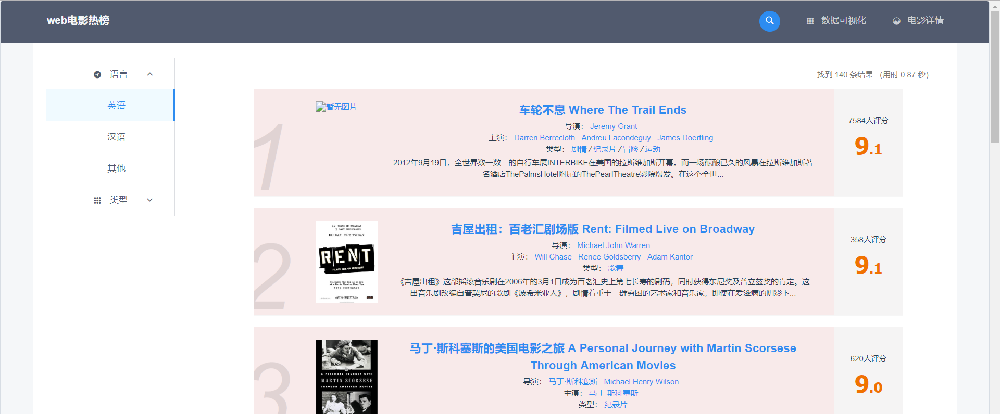 web电影热榜
数据可视化
电影详情
语言
英语
汉语
其他
类型
找到 140 条结果 (用时 0.87 秒)
1
暂无图片
车轮不息 Where The Trail Ends
导演： Jeremy Grant
主演： Darren Berrecloth Andreu Lacondeguy James Doerfling
类型： 剧情/纪录片/冒险/运动
2012年9月19日，全世界数一数二的自行车展INTERBIKE在美国的拉斯维加斯开幕。而一场酝酿已久的风暴在拉斯维加斯著
名酒店ThePalmsHotel附属的ThePearlTheatre影院爆发。在这个全世...
7584人评分
9.1
2
NO DAY BUT TODAY
RENT
FILMED LIVE ON BROADWAY
THIS SEPTEMBER
吉屋出租：百老汇剧场版 Rent: Filmed Live on Broadway
导演： Michael John Warren
主演： Will Chase Renee Goldsberry Adam Kantor
类型： 歌舞
《吉屋出租》这部摇滚音乐剧在2006年的3月1日成为百老汇史上第七长寿的剧码，同时获得东尼奖及普立兹奖的肯定。这
出音乐剧改编自普契尼的歌剧《波希米亚人》，剧情着重于一群穷困的艺术家和音乐家，即使在爱滋病的阴影下...
358人评分
9.1
3
A PERSONAL JOURNEY WITH
MARTIN SCORSESE
THROUGH AMERICAN MOVIES
马丁·斯科塞斯的美国电影之旅 A Personal Journey with Martin Scorsese
Through American Movies
导演： 马丁·斯科塞斯 Michael Henry Wilson
主演： 马丁·斯科塞斯
类型： 纪录片
620人评分
9.0